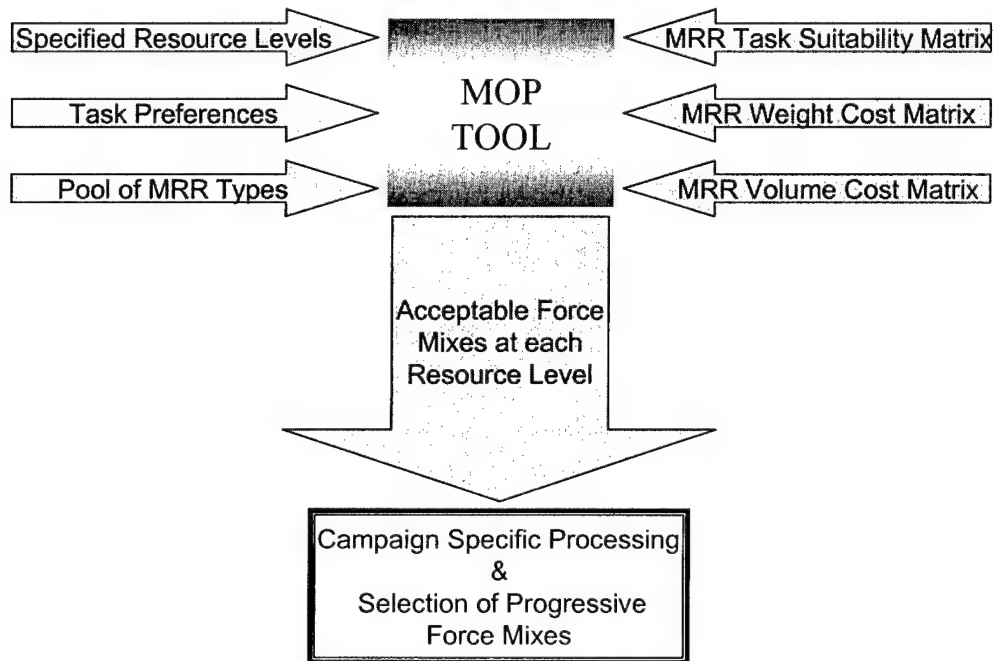 Specified Resource Levels
MRR Task Suitability Matrix
MOP
TOOL
Task Preferences
MRR Weight Cost Matrix
Pool of MRR Types
MRR Volume Cost Matrix
Acceptable Force
Mixes at each
Resource Level
Campaign Specific Processing
&
Selection of Progressive
Force Mixes